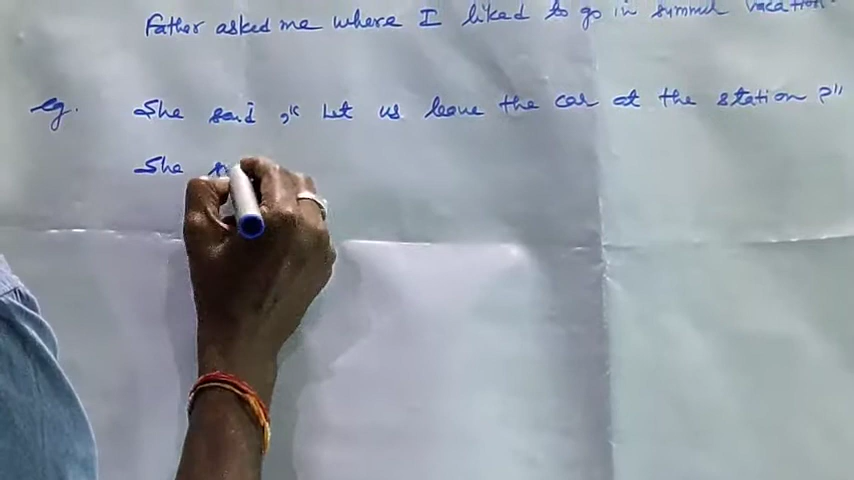 Father asked me where I liked to go in summer vacation.
eg. She said, "Let us leave the car at the station ?"
She